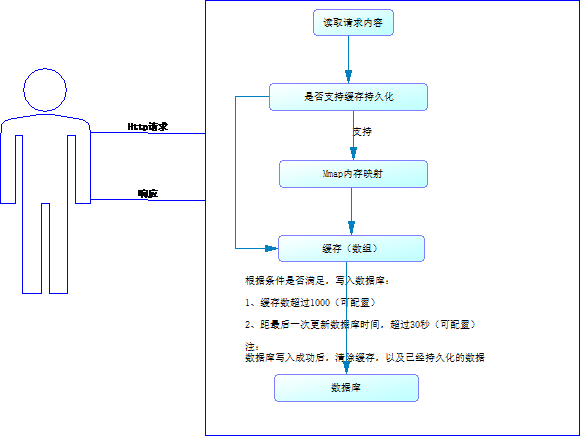 读取请求内容
是否支持缓存持久化
Http请求
支持
Mmap内存映射
响应
缓存（数组）
根据条件是否满足，写入数据库：
1、缓存数超过1000（可配置）
2、距最后一次更新数据库时间，超过30秒（可配置）
注：
数据库写入成功后，清除缓存，以及已经持久化的数据
数据库